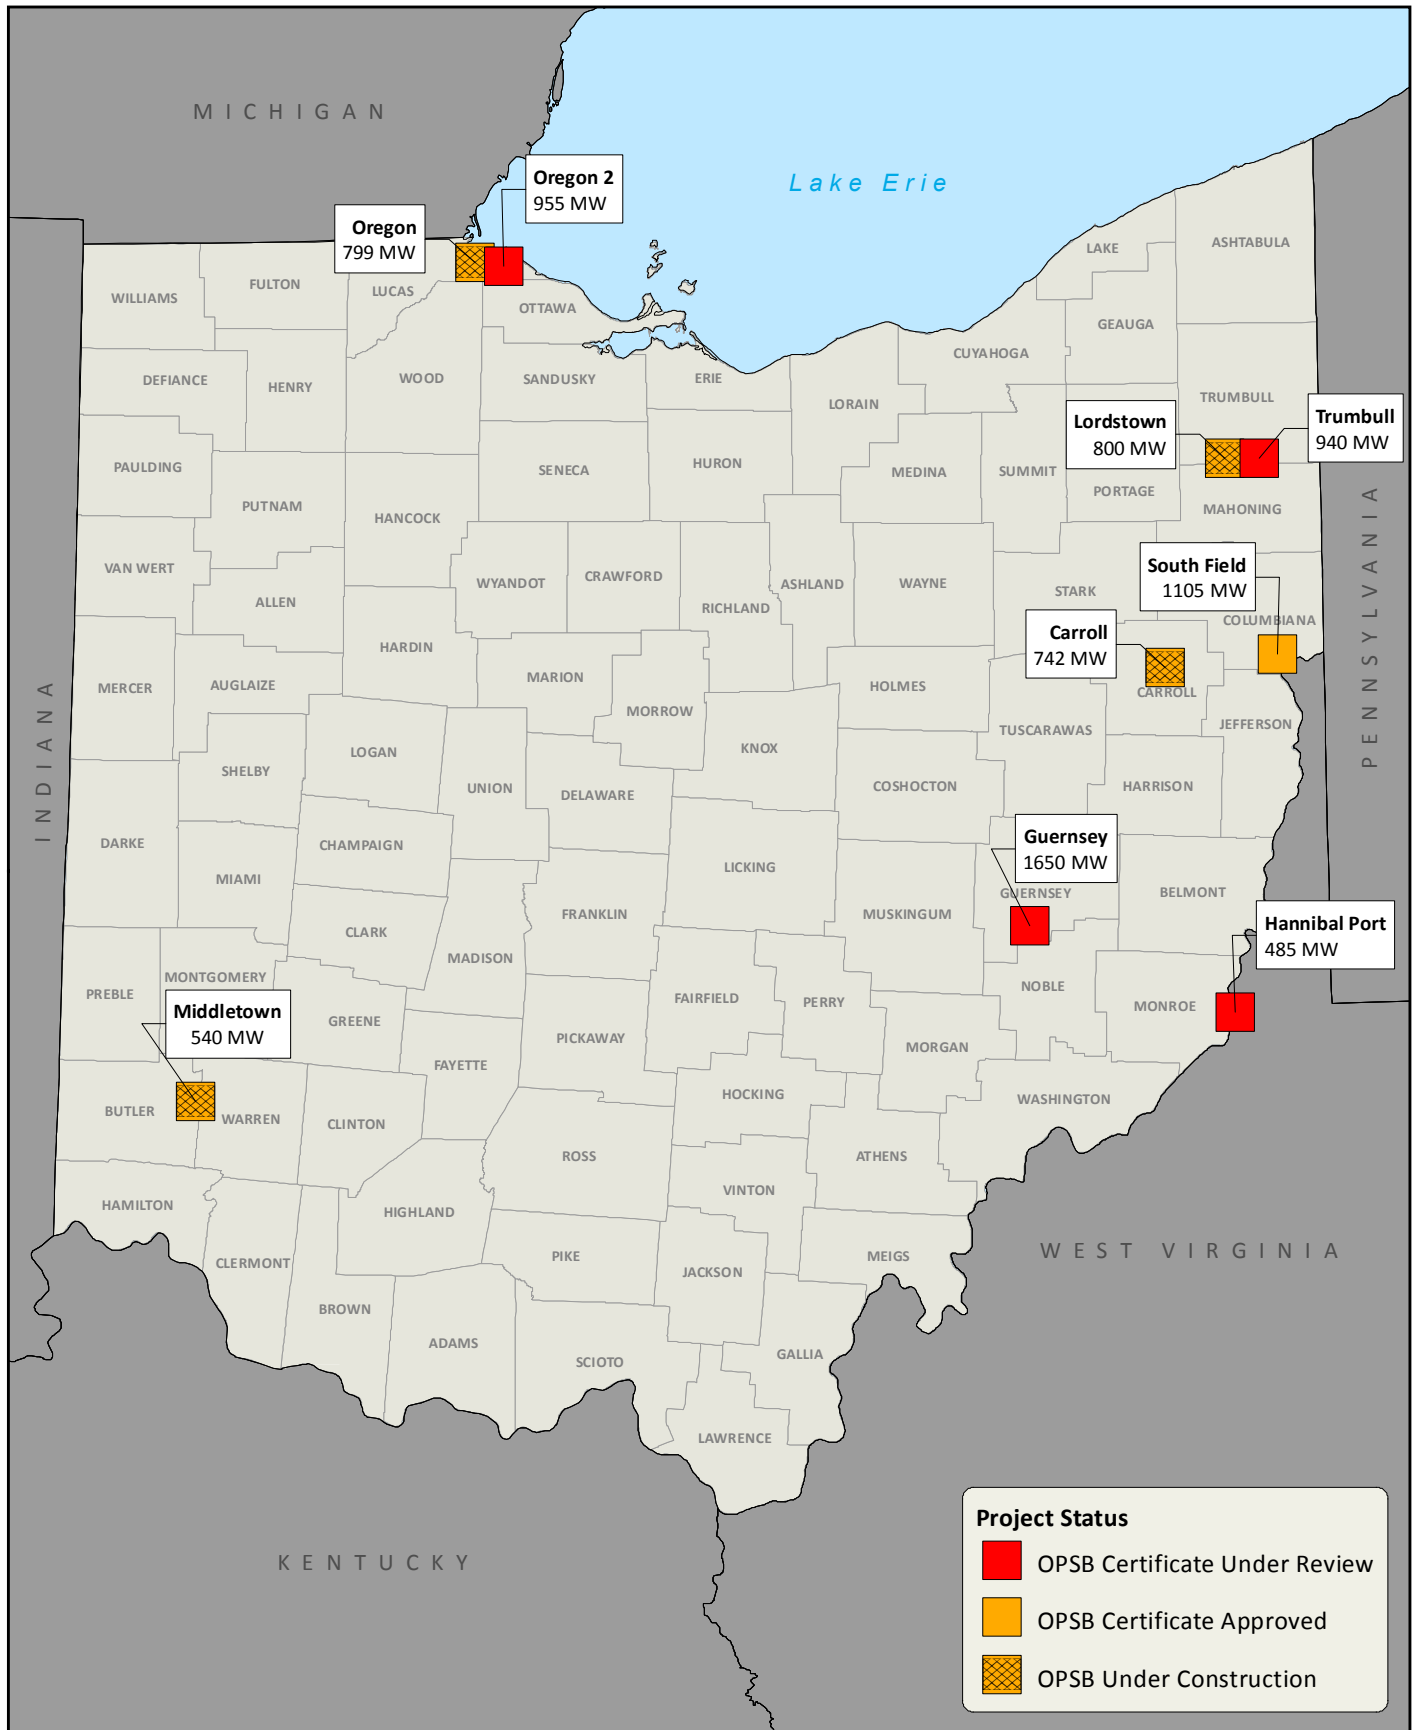 MICHIGAN
Lake Erie
Oregon 2
955 MW
Oregon
799 MW
LAKE
ASHTABULA
WILLIAMS
FULTON
LUCAS
OTTAWA
GEAUGA
CUYAHOGA
DEFIANCE
HENRY
WOOD
SANDUSKY
ERIE
LORAIN
TRUMBULL
Lordstown
800 MW
Trumbull
940 MW
PAULDING
SENECA
HURON
MEDINA
SUMMIT
PORTAGE
PUTNAM
HANCOCK
MAHONING
VAN WERT
WYANDOT
CRAWFORD
ASHLAND
WAYNE
STARK
South Field
1105 MW
ALLEN
RICHLAND
COLUMBIANA
HARDIN
Carroll
742 MW
MERCER
AUGLAIZE
MARION
HOLMES
CARROLL
MORROW
JEFFERSON
INDIANA
PENNSYLVANIA
LOGAN
KNOX
TUSCARAWAS
SHELBY
UNION
DELAWARE
COSHOCTON
HARRISON
DARKE
CHAMPAIGN
Guernsey
1650 MW
MIAMI
LICKING
GUERNSEY
BELMONT
FRANKLIN
MUSKINGUM
CLARK
Hannibal Port
485 MW
MADISON
MONTGOMERY
PREBLE
FAIRFIELD
PERRY
NOBLE
MONROE
Middletown
540 MW
GREENE
PICKAWAY
MORGAN
FAYETTE
HOCKING
WASHINGTON
BUTLER
WARREN
CLINTON
ROSS
ATHENS
VINTON
HAMILTON
HIGHLAND
WEST VIRGINIA
CLERMONT
PIKE
JACKSON
MEIGS
BROWN
ADAMS
SCIOTO
GALLIA
LAWRENCE
KENTUCKY
Project Status
OPSB Certificate Under Review
OPSB Certificate Approved
OPSB Under Construction